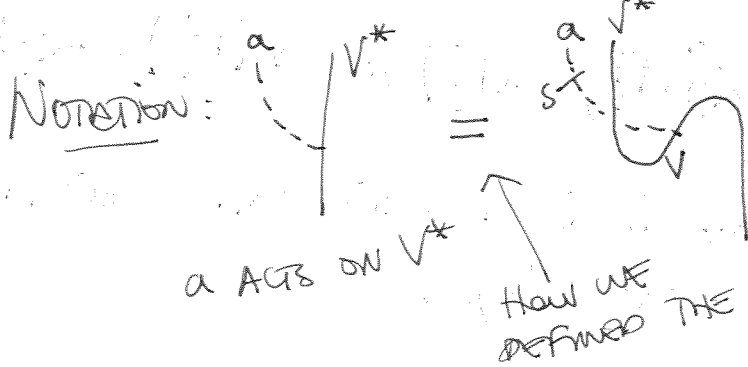 a V* a V*
NOTATION: = S V
a ACTS ON V*
HOW WE
DEFINED THE